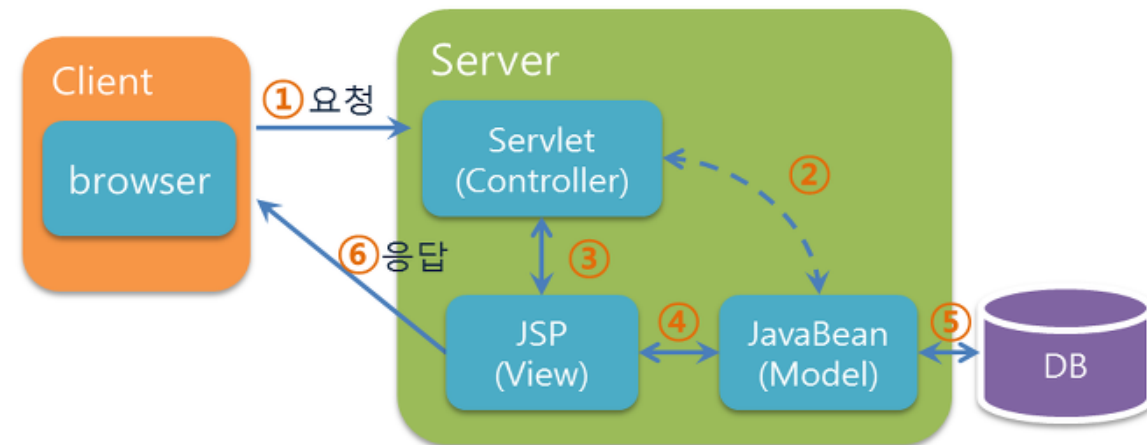 Client
browser
①요청
Server
Servlet
(Controller)
②
③
⑥응답
JSP
(View)
④
JavaBean
(Model)
⑤
DB